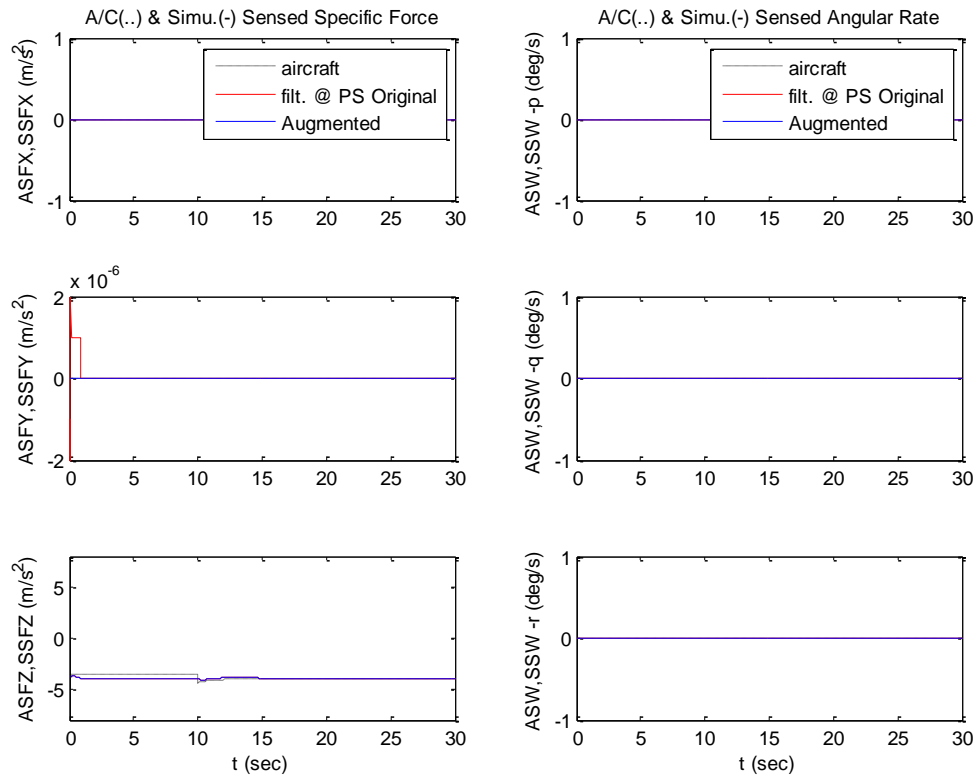 A/C(..) & Simu.(-) Sensed Specific Force
ASFX,SSFX (m/s²)
1
0
-1
0 5 10 15 20 25 30
aircraft
filt. @ PS Original
Augmented
A/C(..) & Simu.(-) Sensed Angular Rate
ASW,SSW -p (deg/s)
1
0
-1
0 5 10 15 20 25 30
aircraft
filt. @ PS Original
Augmented
x 10⁻⁶
ASFY,SSFY (m/s²)
2
0
-2
0 5 10 15 20 25 30
ASW,SSW -q (deg/s)
1
0
-1
0 5 10 15 20 25 30
ASFZ,SSFZ (m/s²)
5
0
-5
0 5 10 15 20 25 30
t (sec)
ASW,SSW -r (deg/s)
1
0
-1
0 5 10 15 20 25 30
t (sec)